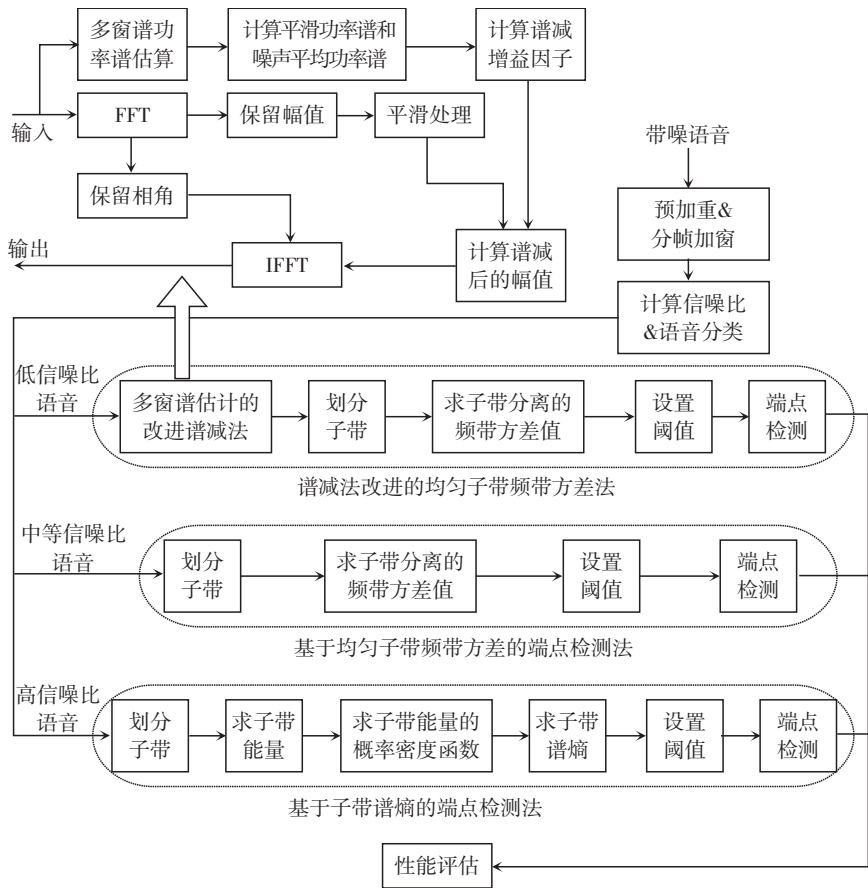 多窗谱功
率谱估算
计算平滑功率谱和
噪声平均功率谱
计算谱减
增益因子
输入
FFT
保留幅值
平滑处理
保留相角
带噪语音
预加重&
分帧加窗
输出
IFFT
计算谱减
后的幅值
计算信噪比
&语音分类
低信噪比
语音
多窗谱估计的
改进谱减法
划分
子带
求子带分离的
频带方差值
设置
阈值
端点
检测
谱减法改进的均匀子带频带方差法
中等信噪比
语音
划分
子带
求子带分离的
频带方差值
设置
阈值
端点
检测
基于均匀子带频带方差的端点检测法
高信噪比
语音
划分
子带
求子带
能量
求子带能量的
概率密度函数
求子带
谱熵
设置
阈值
端点
检测
基于子带谱熵的端点检测法
性能评估